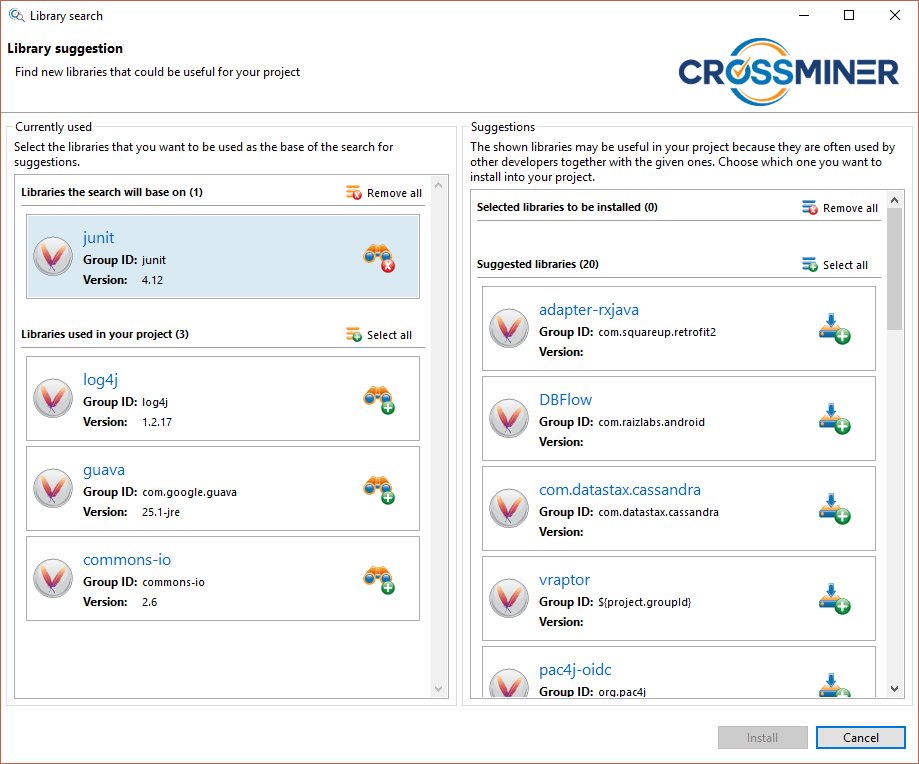 Library search
Library suggestion
Find new libraries that could be useful for your project
CROSSMINER
Currently used
Select the libraries that you want to be used as the base of the search for
suggestions.
Libraries the search will base on (1)
Remove all
junit
Group ID: junit
Version: 4.12
Libraries used in your project (3)
Select all
log4j
Group ID: log4j
Version: 1.2.17
guava
Group ID: com.google.guava
Version: 25.1-jre
commons-io
Group ID: commons-io
Version: 2.6
Suggestions
The shown libraries may be useful in your project because they are often used by
other developers together with the given ones. Choose which one you want to
install into your project.
Selected libraries to be installed (0)
Remove all
Suggested libraries (20)
Select all
adapter-rxjava
Group ID: com.squareup.retrofit2
Version:
DBFlow
Group ID: com.raizlabs.android
Version:
com.datastax.cassandra
Group ID: com.datastax.cassandra
Version:
vraptor
Group ID: ${project.groupId}
Version:
pac4j-oidc
Group ID: org.pac4j
Install
Cancel